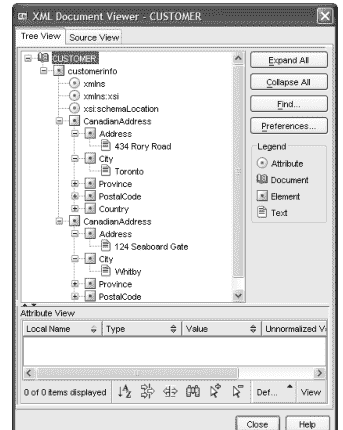 XML Document Viewer - CUSTOMER
Tree View Source View
CUSTOMER
customerinfo
xmlns
xmlns:xsi
xsi:schemaLocation
CanadianAddress
Address
434 Rory Road
City
Toronto
Province
PostalCode
Country
CanadianAddress
Address
124 Seaboard Gate
City
Whitby
Province
PostalCode
Expand All
Collapse All
Find...
Preferences...
Legend
Attribute
Document
Element
Text
Attribute View
Local Name Type Value Unnormalized V
0 of 0 items displayed Def... View
Close Help